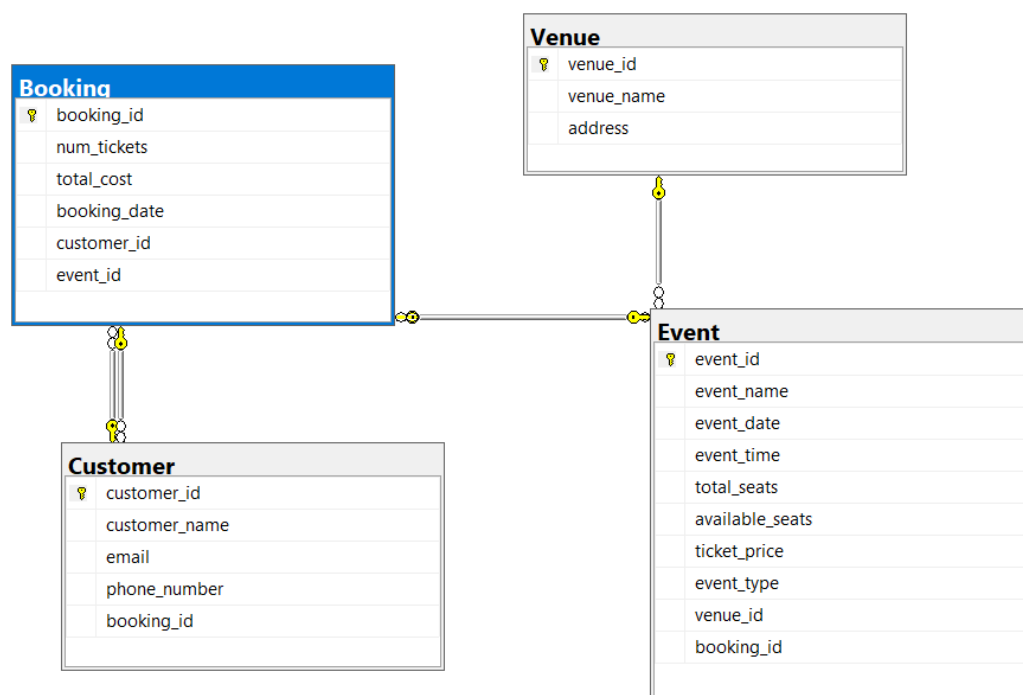 Venue
venue_id
venue_name
address
Booking
booking_id
num_tickets
total_cost
booking_date
customer_id
event_id
Event
event_id
event_name
event_date
event_time
total_seats
available_seats
ticket_price
event_type
venue_id
booking_id
Customer
customer_id
customer_name
email
phone_number
booking_id